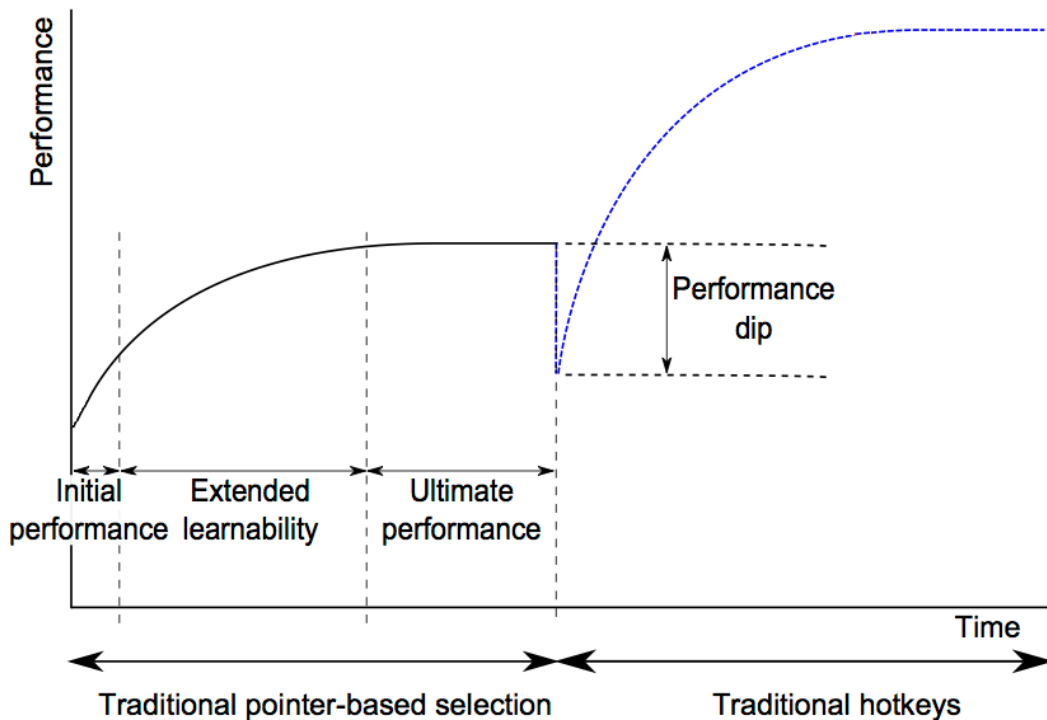 Performance
Performance
dip
Initial
performance
Extended
learnability
Ultimate
performance
Time
Traditional pointer-based selection
Traditional hotkeys